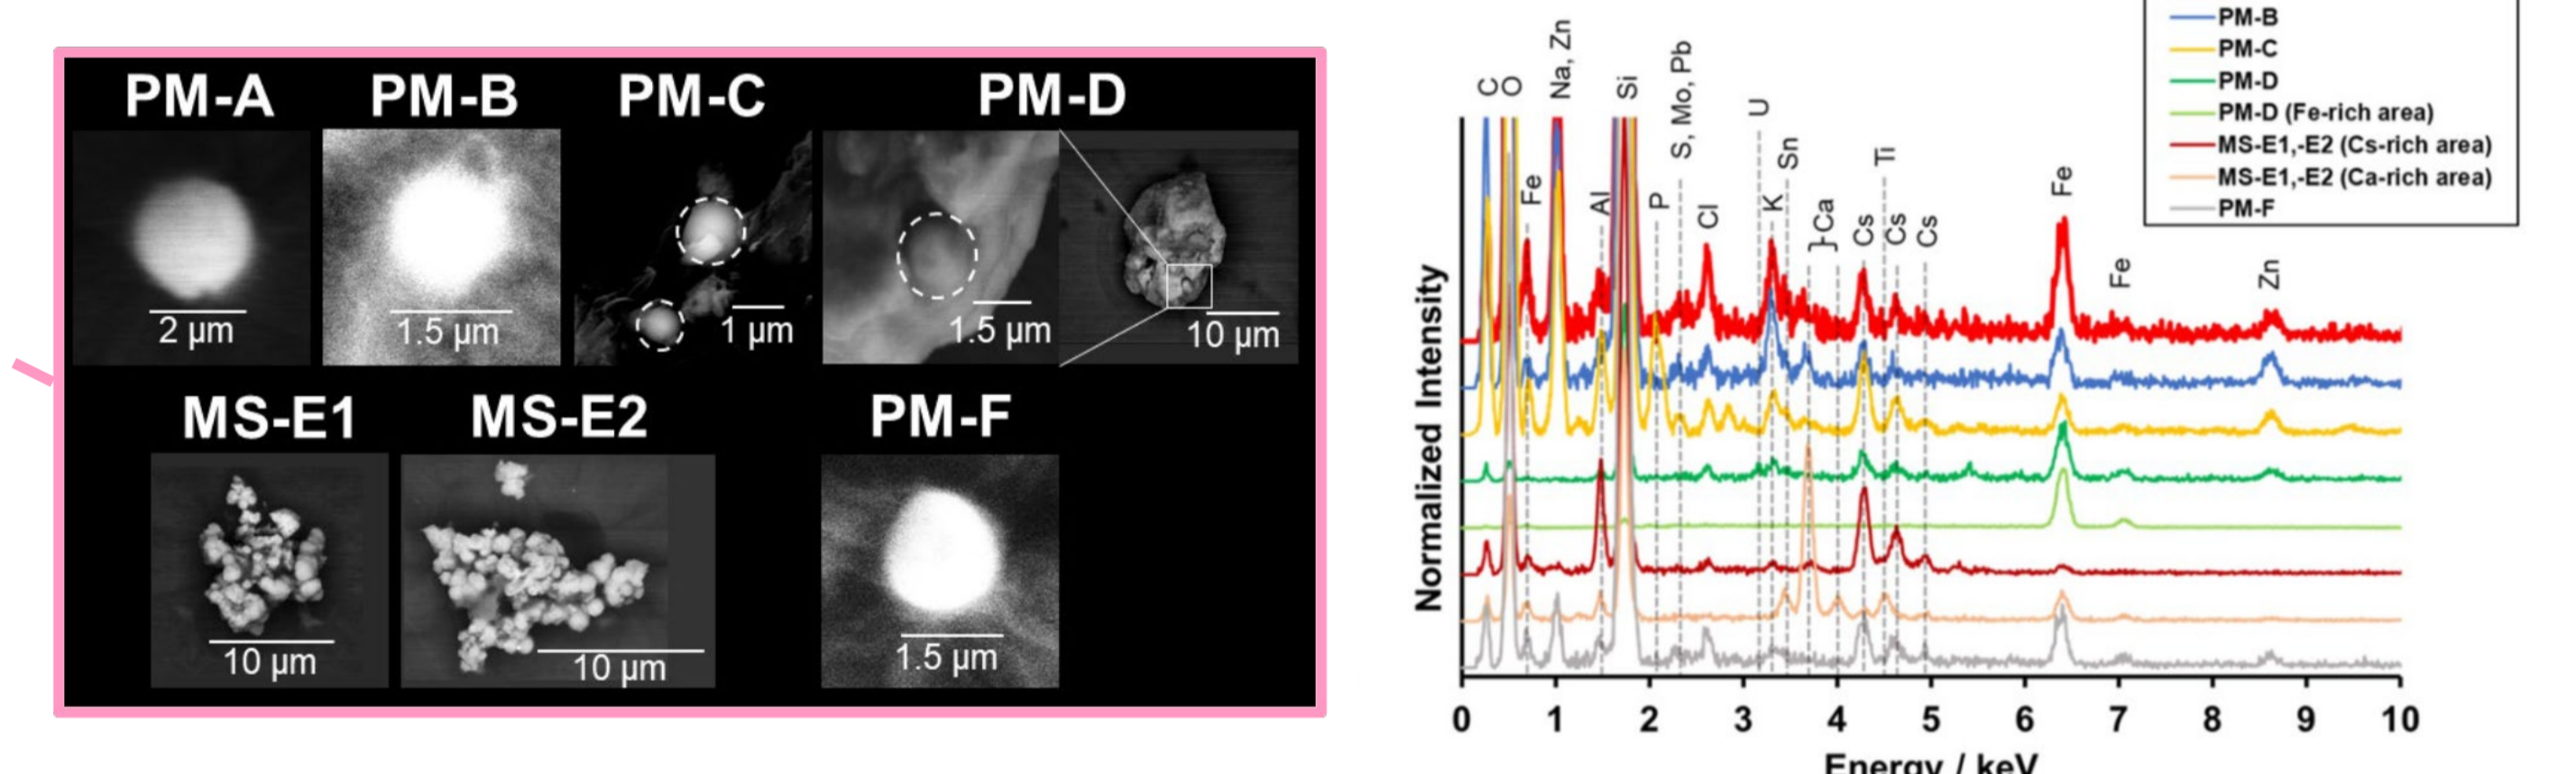 PM-A PM-B PM-C PM-D
2 µm 1.5 µm 1 µm 1.5 µm 10 µm
MS-E1 MS-E2 PM-F
10 µm 10 µm 1.5 µm
PM-B
PM-C
PM-D
PM-D (Fe-rich area)
MS-E1,-E2 (Cs-rich area)
MS-E1,-E2 (Ca-rich area)
PM-F
C O Fe Na, Zn Al Si P S, Mo, Pb Cl U K Sn }Ca Cs Ti Cs Cs Fe Fe Zn
Normalized Intensity
0 1 2 3 4 5 6 7 8 9 10
Energy / keV